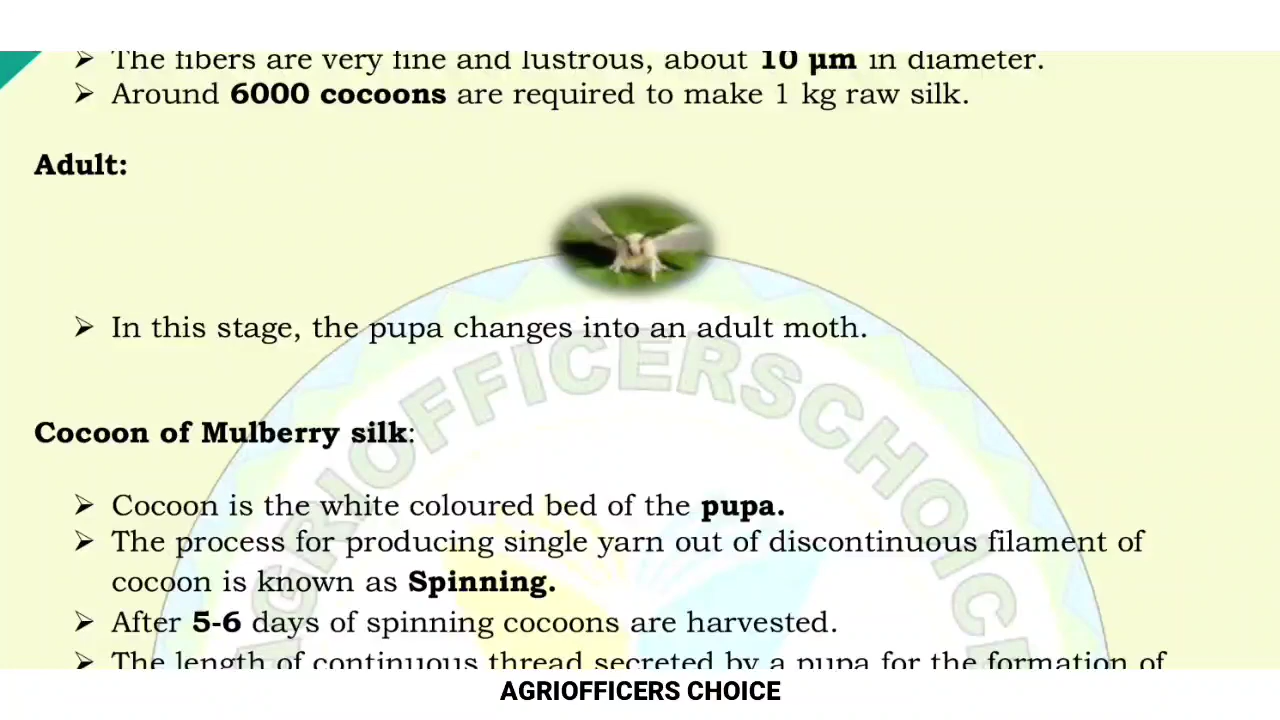 ➢ The fibers are very fine and lustrous, about 10 µm in diameter.
➢ Around 6000 cocoons are required to make 1 kg raw silk.
Adult:
➢ In this stage, the pupa changes into an adult moth.
AGRIOFFICERSCHOICE
Cocoon of Mulberry silk:
➢ Cocoon is the white coloured bed of the pupa.
➢ The process for producing single yarn out of discontinuous filament of
cocoon is known as Spinning.
➢ After 5-6 days of spinning cocoons are harvested.
➢ The length of continuous thread secreted by a pupa for the formation of
AGRIOFFICERS CHOICE